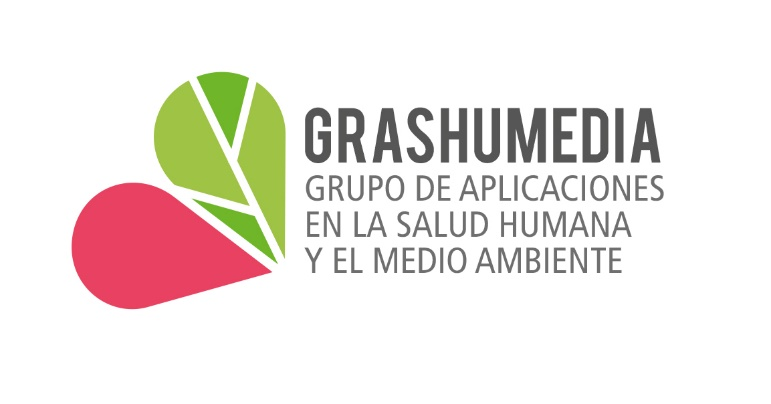 GRASHUMEDIA
GRUPO DE APLICACIONES
EN LA SALUD HUMANA
Y EL MEDIO AMBIENTE